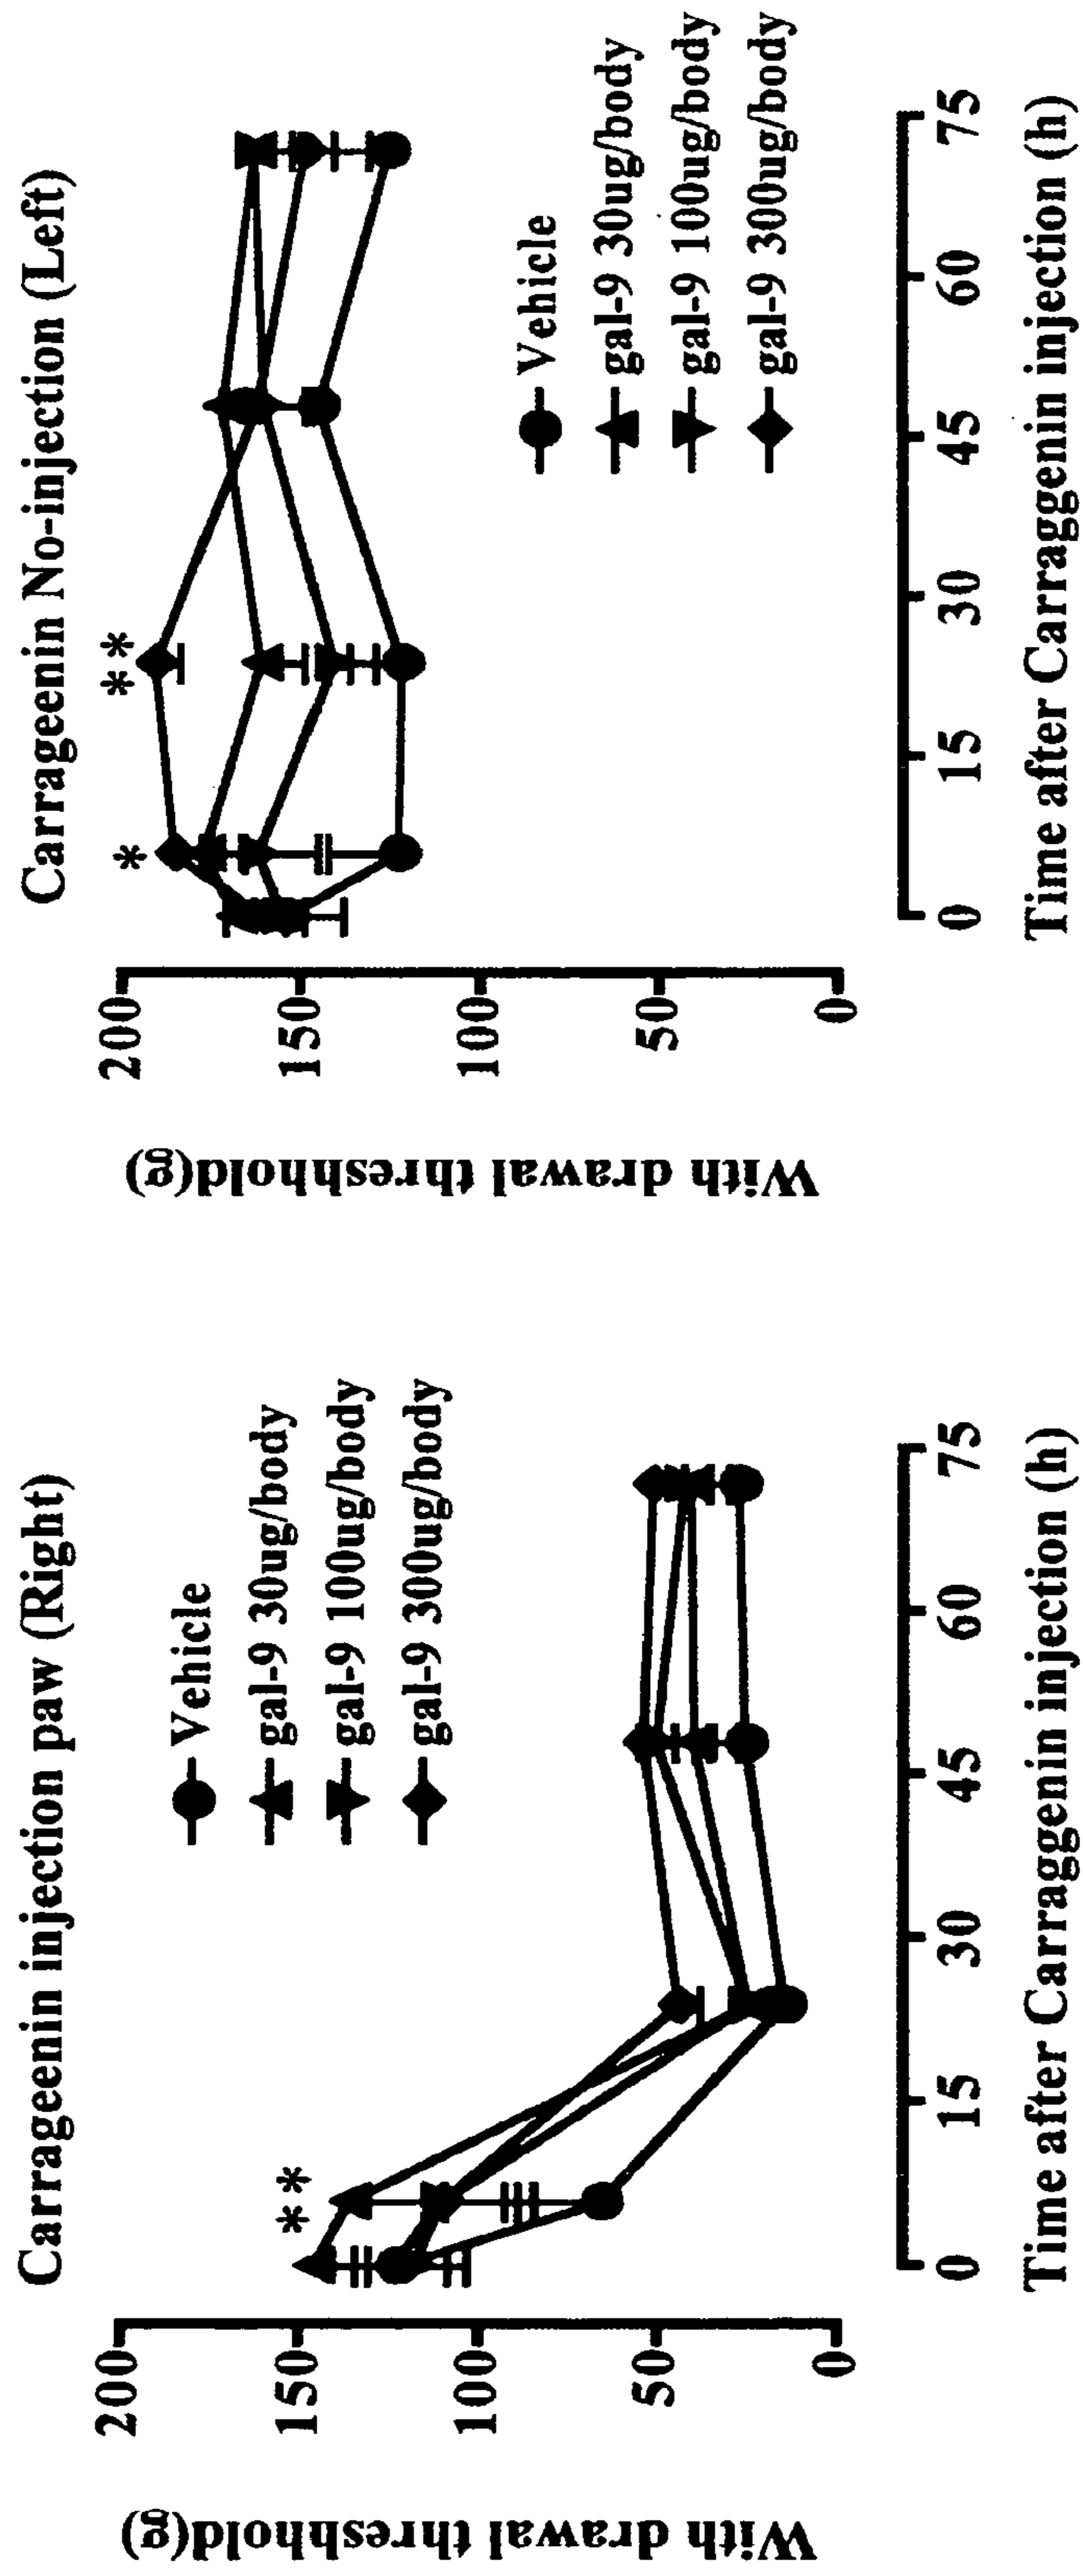 Carrageenin injection paw (Right)
With drawal threshhold(g)
200
150
100
50
0
**
Vehicle
gal-9 30ug/body
gal-9 100ug/body
gal-9 300ug/body
0 15 30 45 60 75
Time after Carraggenin injection (h)
Carrageenin No-injection (Left)
With drawal threshhold(g)
200
150
100
50
0
*
**
Vehicle
gal-9 30ug/body
gal-9 100ug/body
gal-9 300ug/body
0 15 30 45 60 75
Time after Carraggenin injection (h)